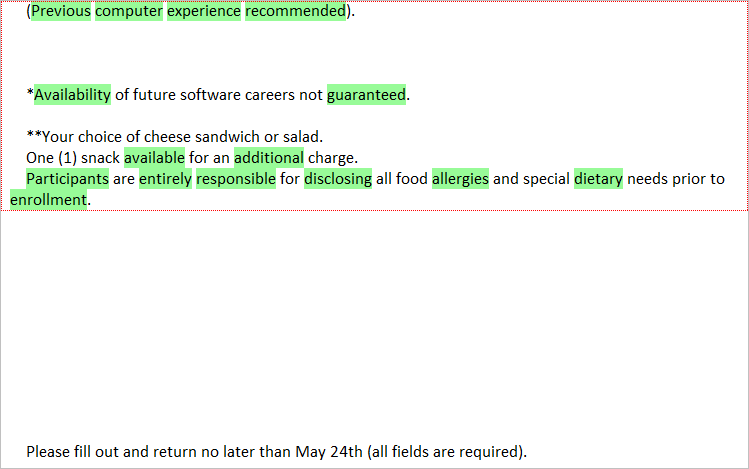 (Previous computer experience recommended).
*Availability of future software careers not guaranteed.
**Your choice of cheese sandwich or salad.
One (1) snack available for an additional charge.
Participants are entirely responsible for disclosing all food allergies and special dietary needs prior to
enrollment.
Please fill out and return no later than May 24th (all fields are required).